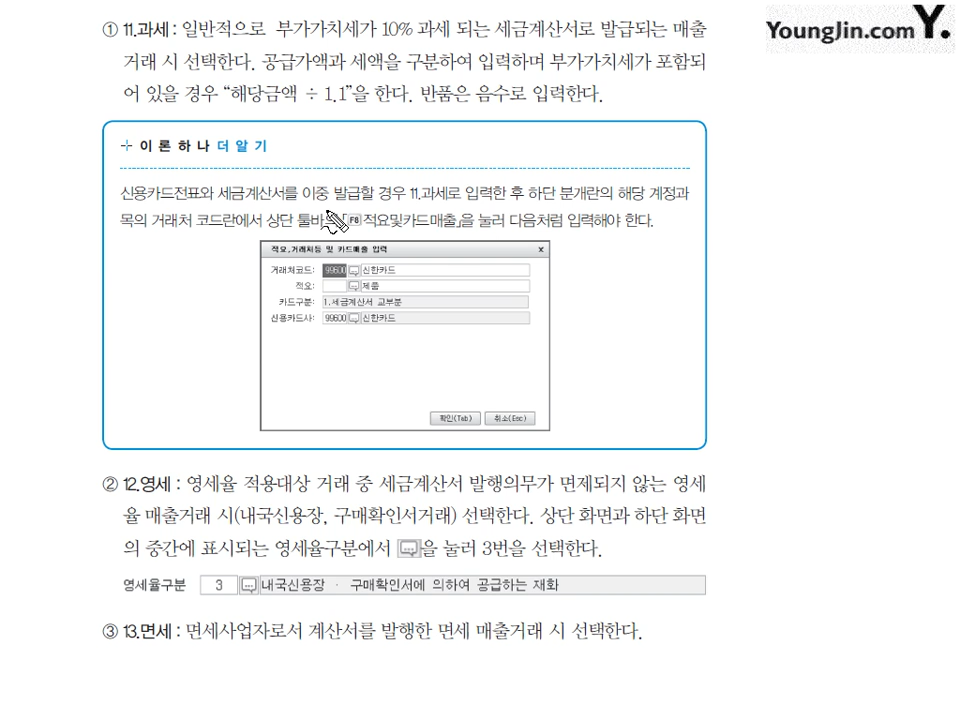 YoungJin.com Y.
① 11.과세 : 일반적으로 부가가치세가 10% 과세 되는 세금계산서로 발급되는 매출
거래 시 선택한다. 공급가액과 세액을 구분하여 입력하며 부가가치세가 포함되
어 있을 경우 “해당금액 ÷ 1.1”을 한다. 반품은 음수로 입력한다.
이 론 하 나 더 알 기
신용카드전표와 세금계산서를 이중 발급할 경우 11.과세로 입력한 후 하단 분개란의 해당 계정과
목의 거래처 코드란에서 상단 툴바 F8 적요및카드매출」을 눌러 다음처럼 입력해야 한다.
적요,거래처등 및 카드매출 입력 x
거래처코드: 99600 신한카드
적요: 제품
카드구분: 1.세금계산서 교부분
신용카드사: 99600 신한카드
확인(Tab) 취소(Esc)
② 12.영세 : 영세율 적용대상 거래 중 세금계산서 발행의무가 면제되지 않는 영세
율 매출거래 시(내국신용장, 구매확인서거래) 선택한다. 상단 화면과 하단 화면
의 중간에 표시되는 영세율구분에서 을 눌러 3번을 선택한다.
영세율구분 3 내국신용장 · 구매확인서에 의하여 공급하는 재화
③ 13.면세 : 면세사업자로서 계산서를 발행한 면세 매출거래 시 선택한다.